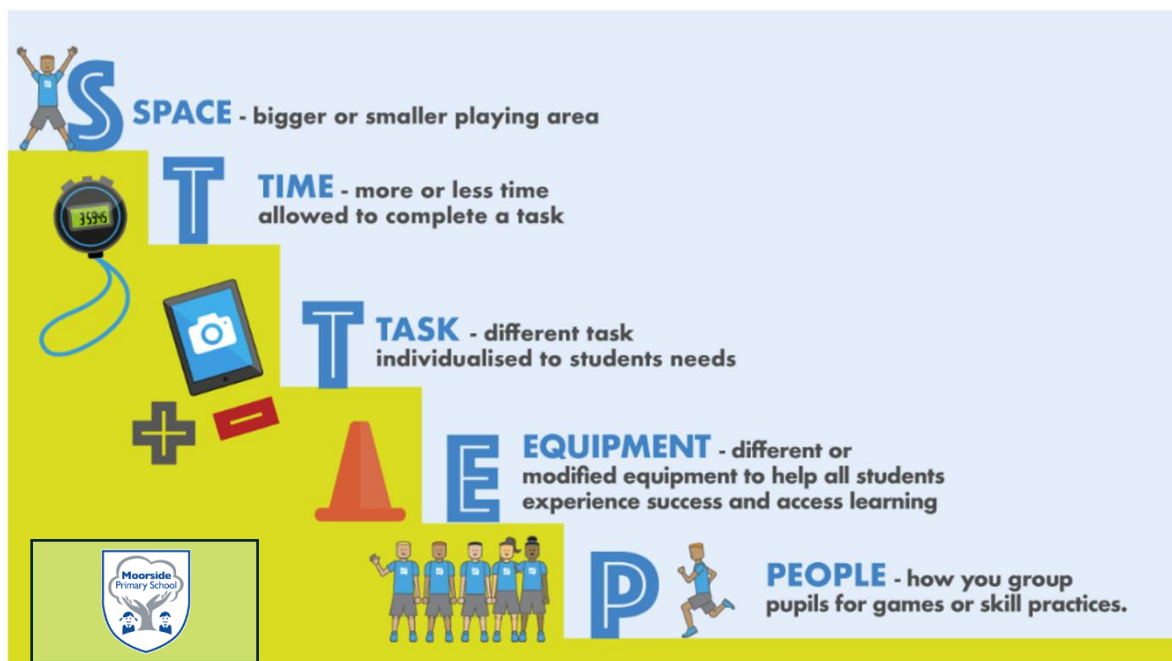 S
SPACE - bigger or smaller playing area
T
TIME - more or less time
allowed to complete a task
35945
T
TASK - different task
individualised to students needs
E
EQUIPMENT - different or
modified equipment to help all students
experience success and access learning
P
PEOPLE - how you group
pupils for games or skill practices.
Moorside
Primary School